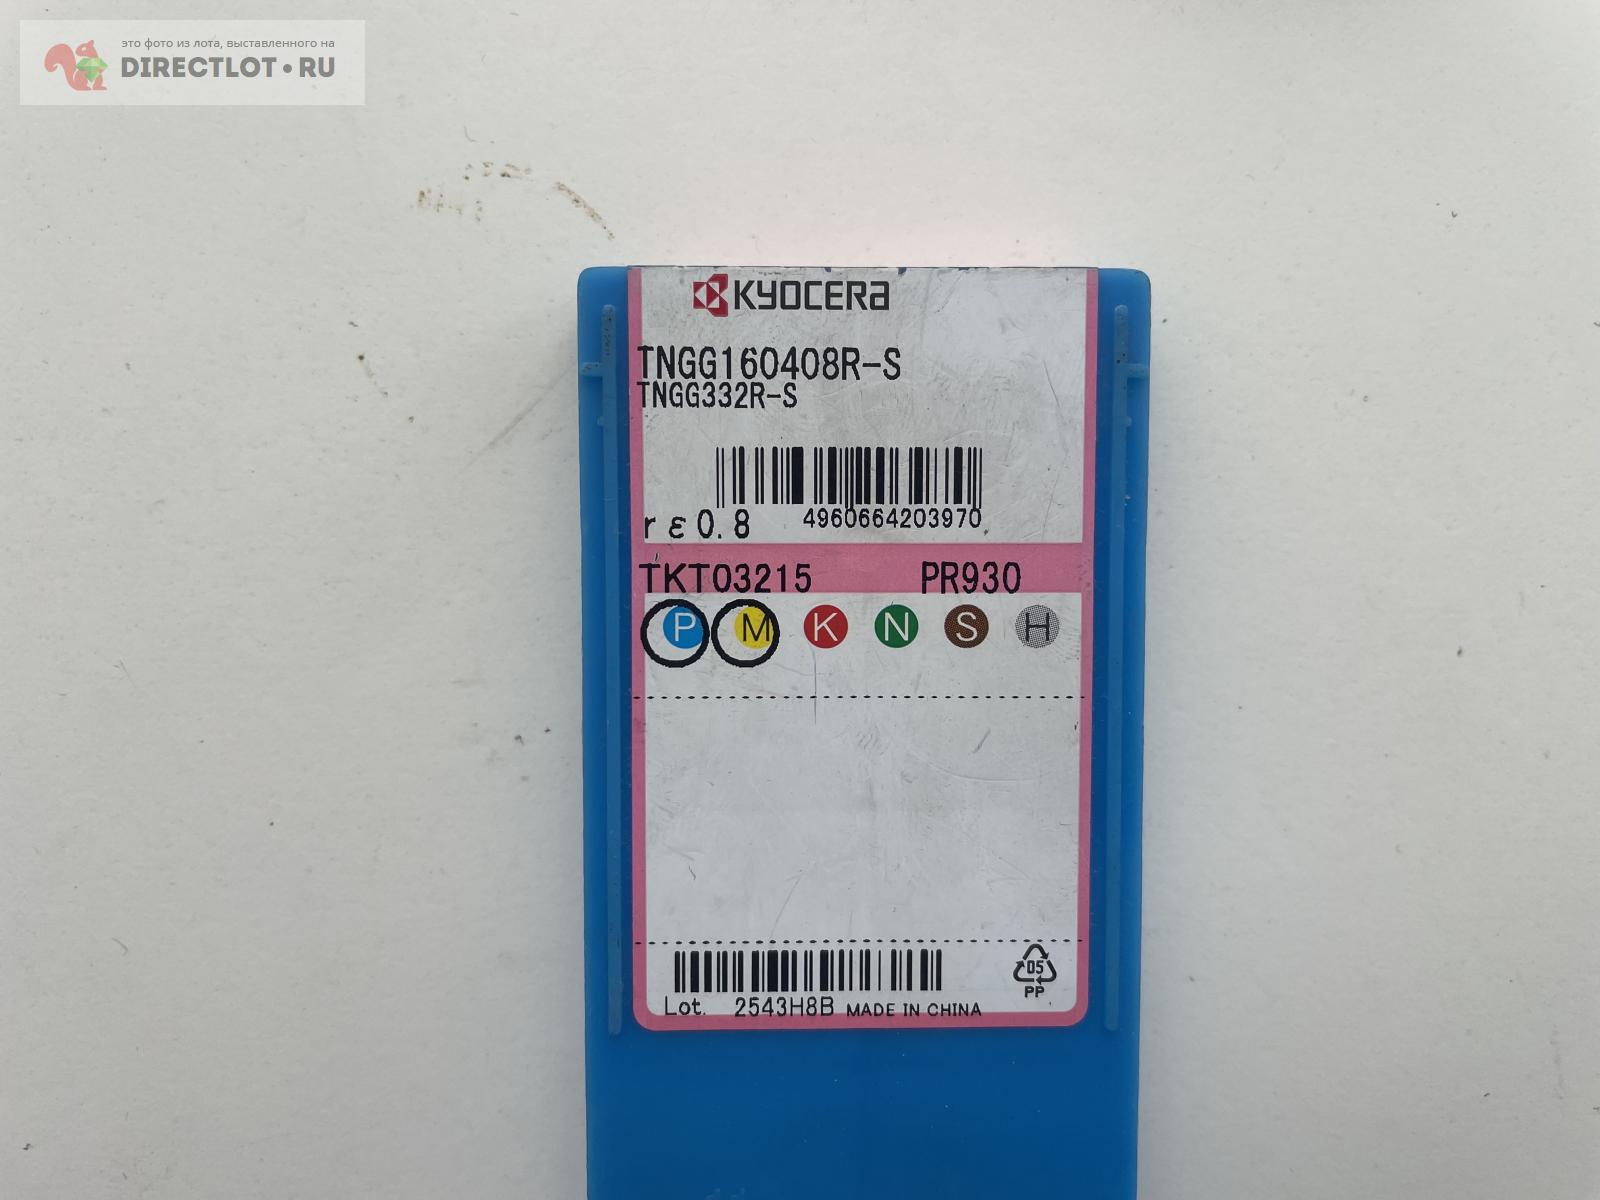 это фото из лота, выставленного на
DIRECTLOT•RU
KYOCERA
TNGG160408R-S
TNGG332R-S
rε0.8 4960664203970
TKT03215 PR930
P M K N S H
05
PP
Lot. 2543H8B MADE IN CHINA